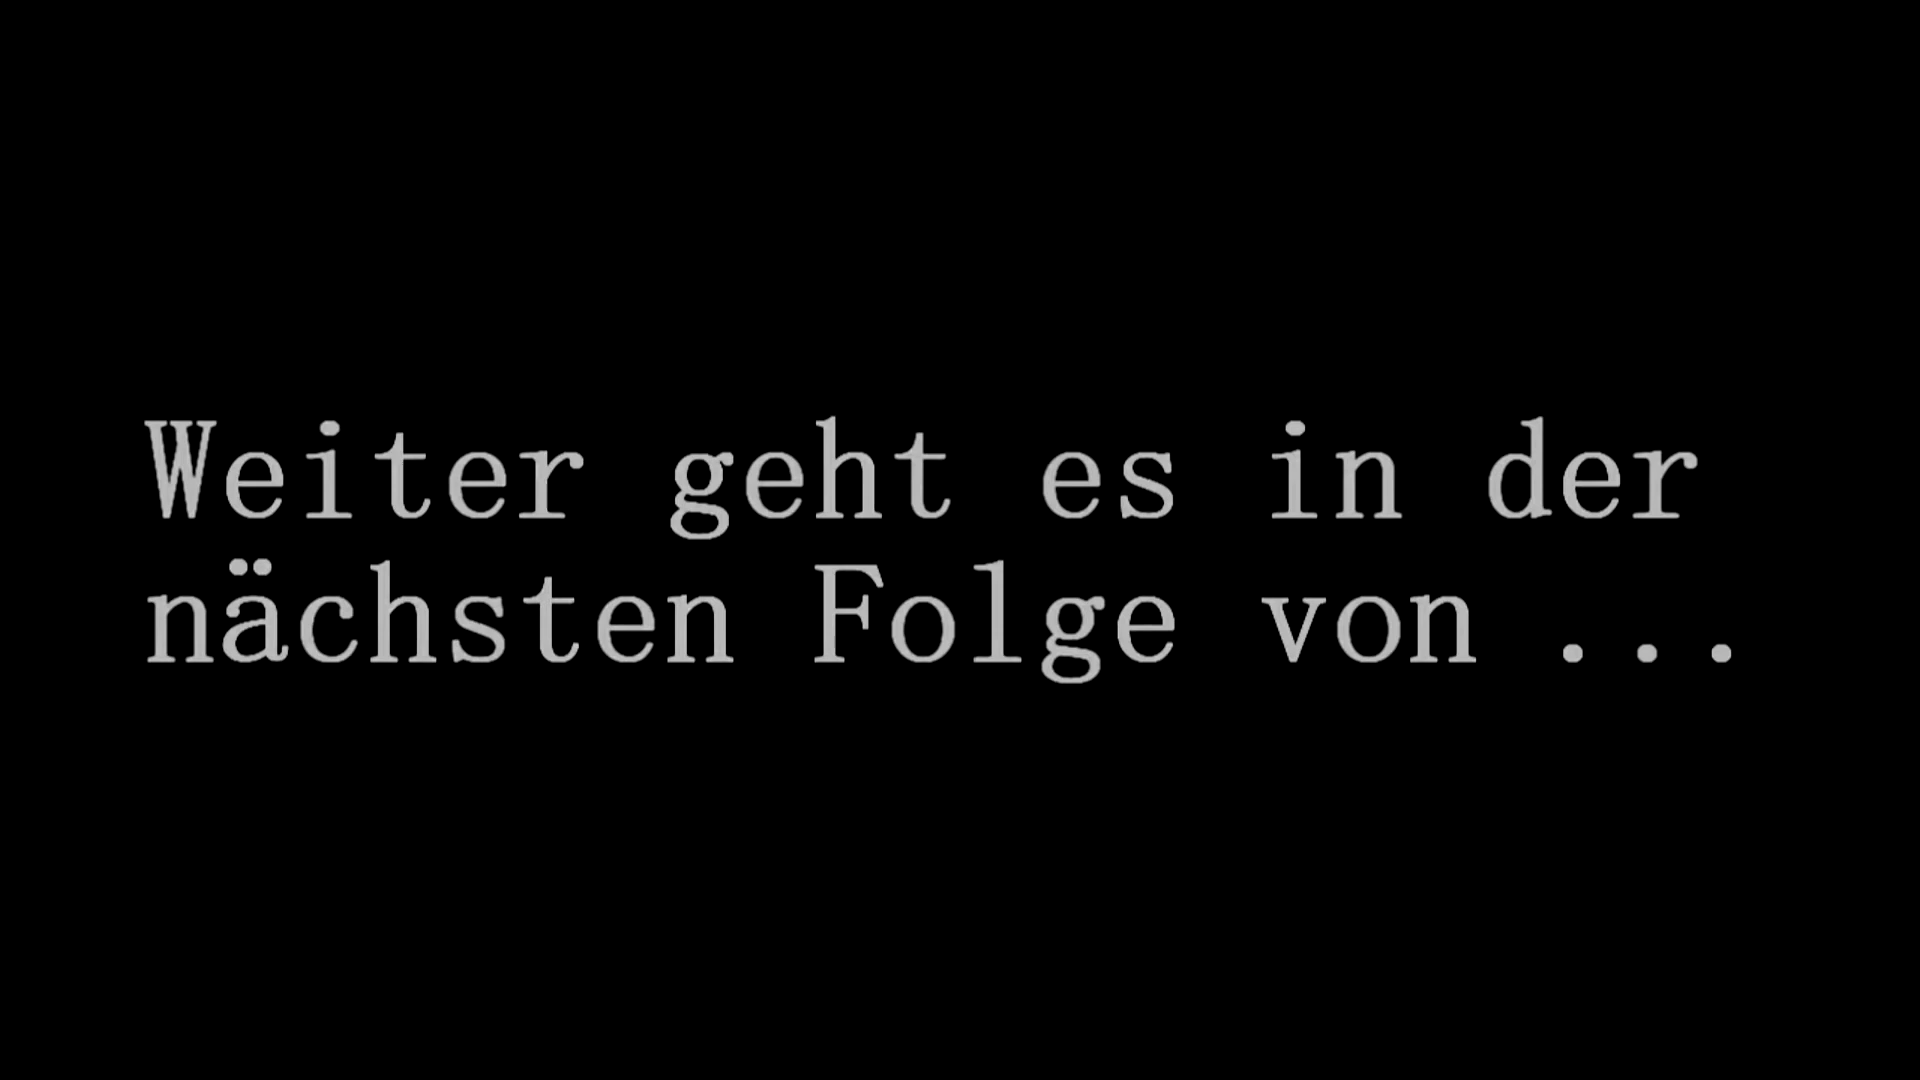 Weiter geht es in der
nächsten Folge von ...